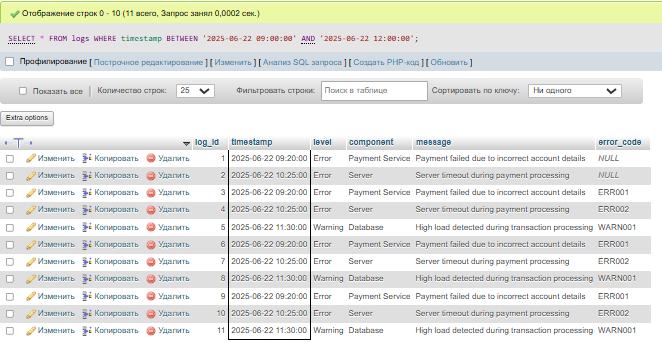 Отображение строк 0 - 10 (11 всего, Запрос занял 0,0002 сек.)
SELECT * FROM logs WHERE timestamp BETWEEN '2025-06-22 09:00:00' AND '2025-06-22 12:00:00';
Профилирование [ Построчное редактирование ] [ Изменить ] [ Анализ SQL запроса ] [ Создать PHP-код ] [ Обновить ]
Показать все | Количество строк: 25 Фильтровать строки: Поиск в таблице Сортировать по ключу: Ни одного
Extra options
log_id timestamp level component message error_code
Изменить Копировать Удалить 1 2025-06-22 09:20:00 Error Payment Service Payment failed due to incorrect account details NULL
Изменить Копировать Удалить 2 2025-06-22 10:25:00 Error Server Server timeout during payment processing NULL
Изменить Копировать Удалить 3 2025-06-22 09:20:00 Error Payment Service Payment failed due to incorrect account details ERR001
Изменить Копировать Удалить 4 2025-06-22 10:25:00 Error Server Server timeout during payment processing ERR002
Изменить Копировать Удалить 5 2025-06-22 11:30:00 Warning Database High load detected during transaction processing WARN001
Изменить Копировать Удалить 6 2025-06-22 09:20:00 Error Payment Service Payment failed due to incorrect account details ERR001
Изменить Копировать Удалить 7 2025-06-22 10:25:00 Error Server Server timeout during payment processing ERR002
Изменить Копировать Удалить 8 2025-06-22 11:30:00 Warning Database High load detected during transaction processing WARN001
Изменить Копировать Удалить 9 2025-06-22 09:20:00 Error Payment Service Payment failed due to incorrect account details ERR001
Изменить Копировать Удалить 10 2025-06-22 10:25:00 Error Server Server timeout during payment processing ERR002
Изменить Копировать Удалить 11 2025-06-22 11:30:00 Warning Database High load detected during transaction processing WARN001